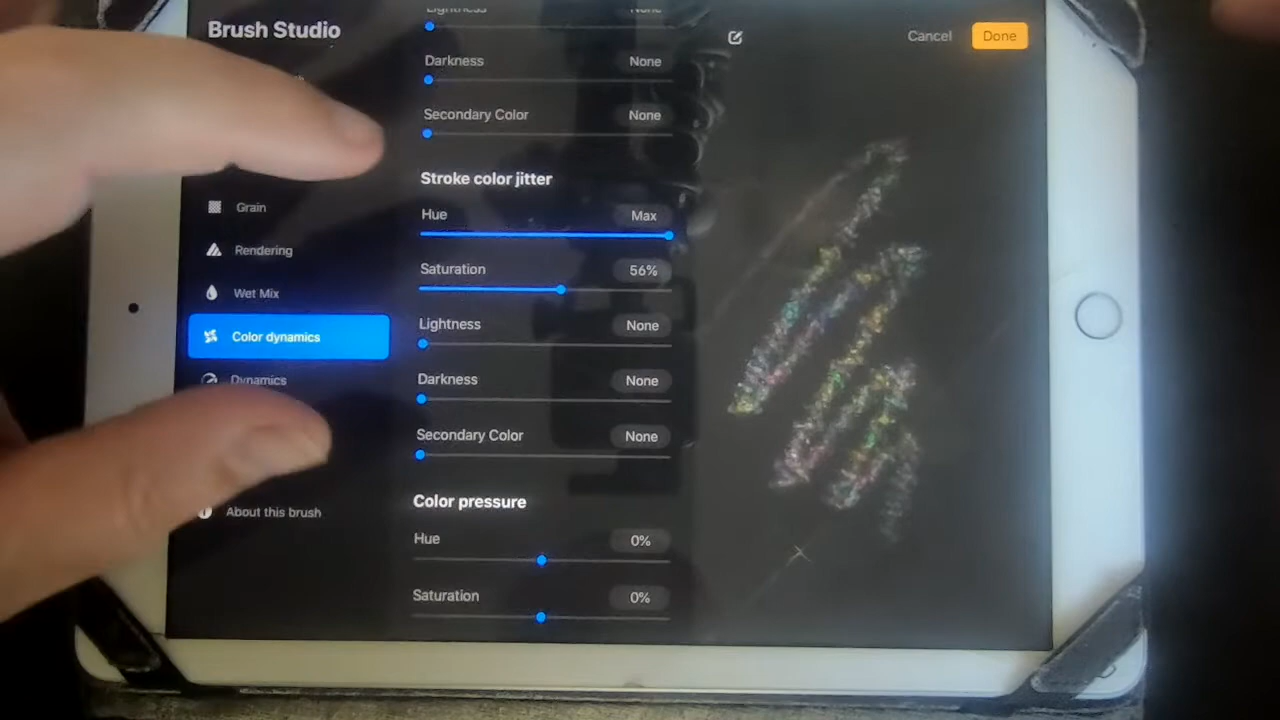 Brush Studio
Grain
Rendering
Wet Mix
Color dynamics
Dynamics
About this brush
Lightness None
Darkness None
Secondary Color None
Stroke color jitter
Hue Max
Saturation 56%
Lightness None
Darkness None
Secondary Color None
Color pressure
Hue 0%
Saturation 0%
Cancel Done